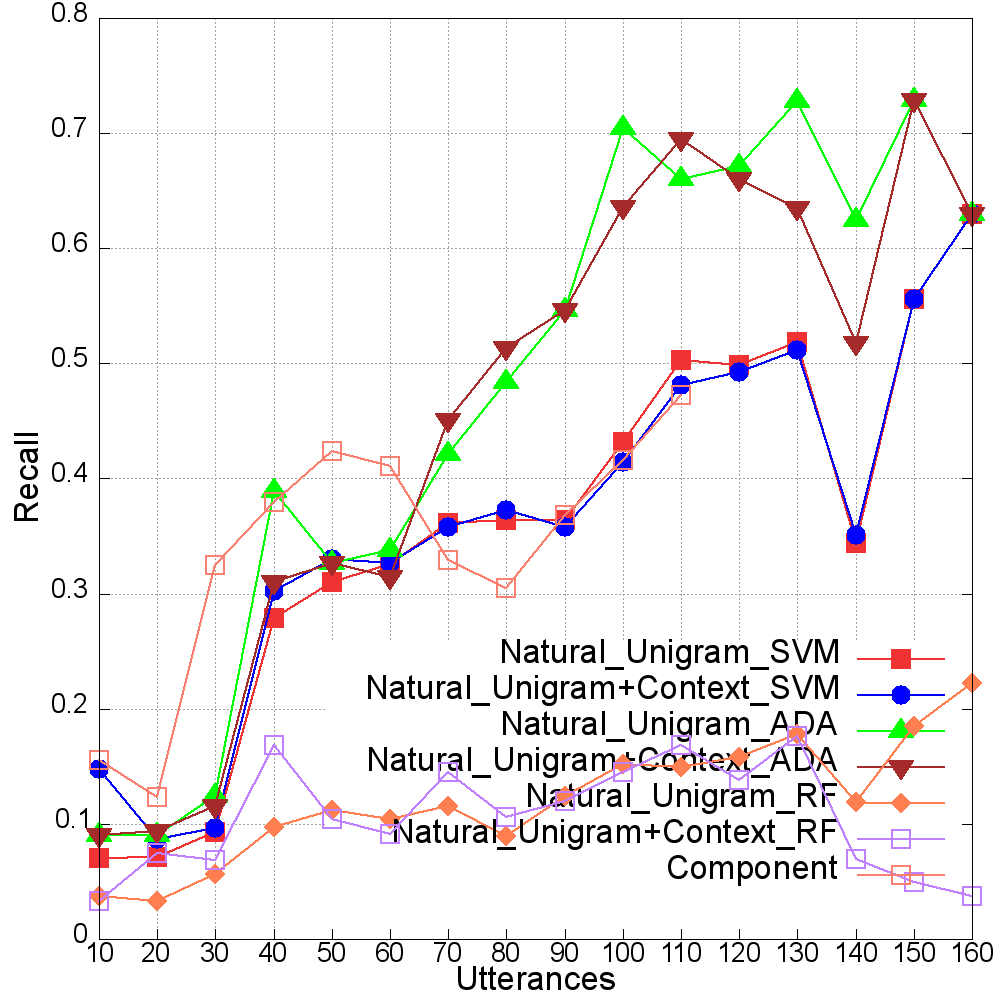 0.8
0.7
0.6
0.5
0.4
0.3
0.2
0.1
0
Recall
Natural_Unigram_SVM
Natural_Unigram+Context_SVM
Natural_Unigram_ADA
Natural_Unigram+Context_ADA
Natural_Unigram_RF
Natural_Unigram+Context_RF
Component
10 20 30 40 50 60 70 80 90 100 110 120 130 140 150 160
Utterances